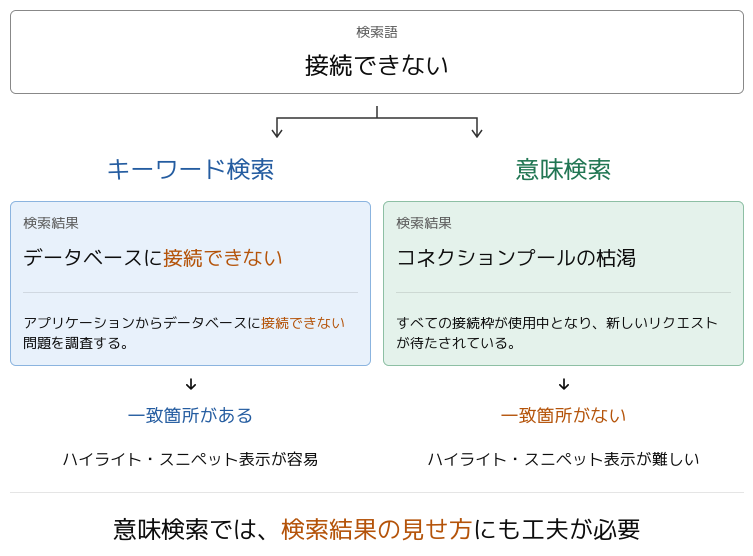 検索語
接続できない
キーワード検索
意味検索
検索結果
データベースに接続できない
アプリケーションからデータベースに接続できない
問題を調査する。
検索結果
コネクションプールの枯渇
すべての接続枠が使用中となり、新しいリクエスト
が待たされている。
一致箇所がある
一致箇所がない
ハイライト・スニペット表示が容易
ハイライト・スニペット表示が難しい
意味検索では、検索結果の見せ方にも工夫が必要